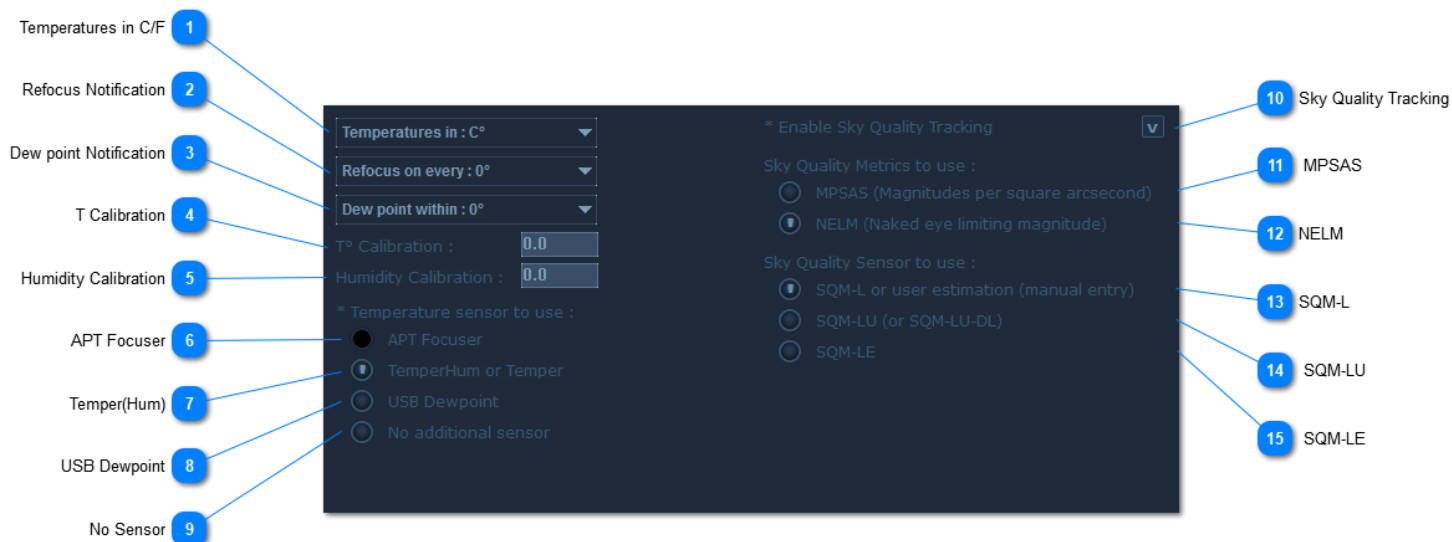 Temperatures in C/F 1
Refocus Notification 2
Dew point Notification 3
T Calibration 4
Humidity Calibration 5
APT Focuser 6
Temper(Hum) 7
USB Dewpoint 8
No Sensor 9
Temperatures in : C°
Refocus on every : 0°
Dew point within : 0°
T° Calibration : 0.0
Humidity Calibration : 0.0
* Temperature sensor to use :
APT Focuser
TemperHum or Temper
USB Dewpoint
No additional sensor
* Enable Sky Quality Tracking v
Sky Quality Metrics to use :
MPSAS (Magnitudes per square arcsecond)
NELM (Naked eye limiting magnitude)
Sky Quality Sensor to use :
SQM-L or user estimation (manual entry)
SQM-LU (or SQM-LU-DL)
SQM-LE
10 Sky Quality Tracking
11 MPSAS
12 NELM
13 SQM-L
14 SQM-LU
15 SQM-LE